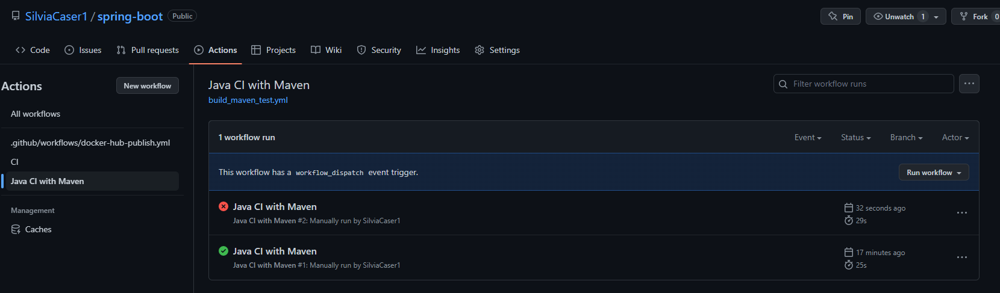 SilviaCaser1 / spring-boot Public
Pin
Unwatch 1
Fork 0
Code
Issues
Pull requests
Actions
Projects
Wiki
Security
Insights
Settings
Actions
New workflow
All workflows
.github/workflows/docker-hub-publish.yml
CI
Java CI with Maven
Management
Caches
Java CI with Maven
build_maven_test.yml
Filter workflow runs
1 workflow run
Event
Status
Branch
Actor
This workflow has a workflow_dispatch event trigger.
Run workflow
Java CI with Maven
Java CI with Maven #2: Manually run by SilviaCaser1
32 seconds ago
29s
Java CI with Maven
Java CI with Maven #1: Manually run by SilviaCaser1
17 minutes ago
25s